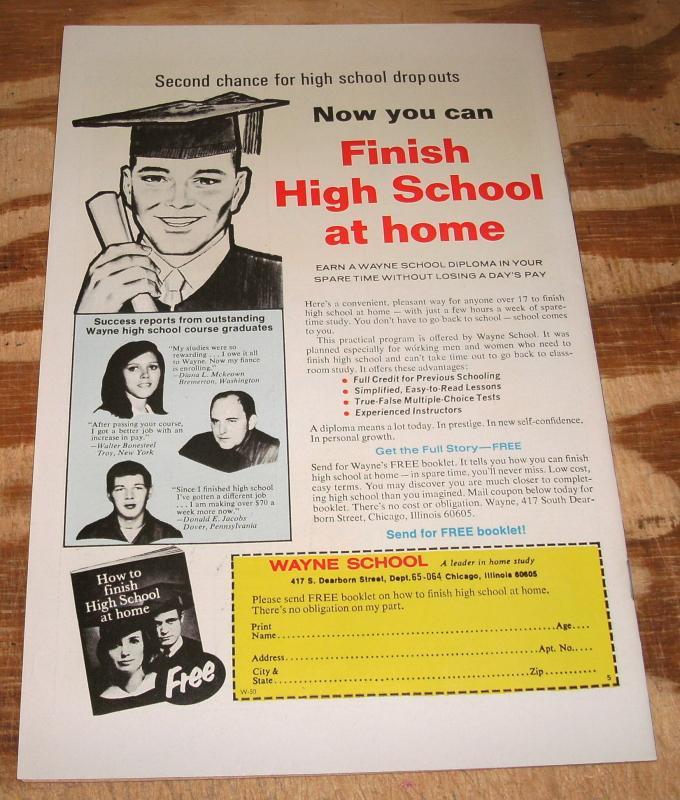 Second chance for high school dropouts
Now you can
Finish
High School
at home
EARN A WAYNE SCHOOL DIPLOMA IN YOUR
SPARE TIME WITHOUT LOSING A DAY'S PAY
Here's a convenient, pleasant way for anyone over 17 to finish
high school at home — with just a few hours a week of spare-
time study. You don't have to go back to school — school comes
to you.
This practical program is offered by Wayne School. It was
planned especially for working men and women who need to
finish high school and can't take time out to go back to class-
room study. It offers these advantages:
• Full Credit for Previous Schooling
• Simplified, Easy-to-Read Lessons
• True-False Multiple-Choice Tests
• Experienced Instructors
A diploma means a lot today. In prestige. In new self-confidence.
In personal growth.
Get the Full Story—FREE
Send for Wayne's FREE booklet. It tells you how you can finish
high school at home — in spare time, you'll never miss. Low cost,
easy terms. You may discover you are much closer to complet-
ing high school than you imagined. Mail coupon below today for
booklet. There's no cost or obligation. Wayne, 417 South Dear-
born Street, Chicago, Illinois 60605.
Send for FREE booklet!
Success reports from outstanding
Wayne high school course graduates
"My studies were so
rewarding . . . I owe it all
to Wayne. Now my fiance
is enrolling."
—Diana L. Mckeown
Bremerton, Washington
"After passing your course,
I got a better job with an
increase in pay."
—Walter Bonesteel
Troy, New York
"Since I finished high school
I've gotten a different job
. . . I am making over $70 a
week more now."
—Donald E. Jacobs
Dover, Pennsylvania
How to
finish
High School
at home
Free
WAYNE SCHOOL A leader in home study
417 S. Dearborn Street, Dept. 65-064 Chicago, Illinois 60605
Please send FREE booklet on how to finish high school at home.
There's no obligation on my part.
Print
Name Age
Address Apt. No.
City &
State Zip
W-50 5